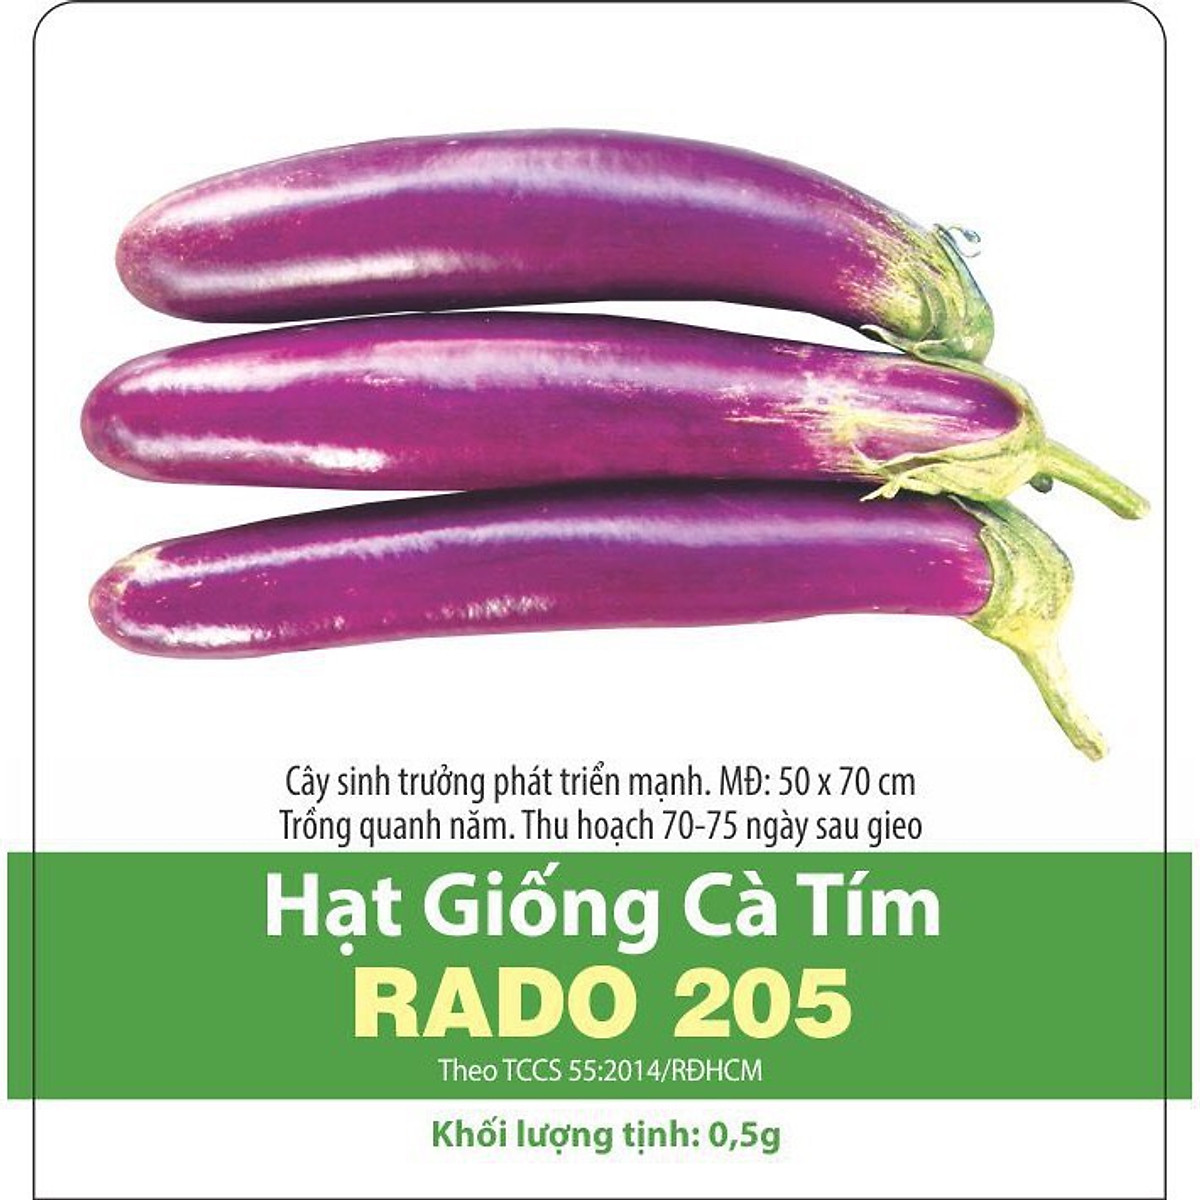 Cây sinh trưởng phát triển mạnh. MĐ: 50 x 70 cm
Trồng quanh năm. Thu hoạch 70-75 ngày sau gieo
Hạt Giống Cà Tím
RADO 205
Theo TCCS 55:2014/RĐHCM
Khối lượng tịnh: 0,5g